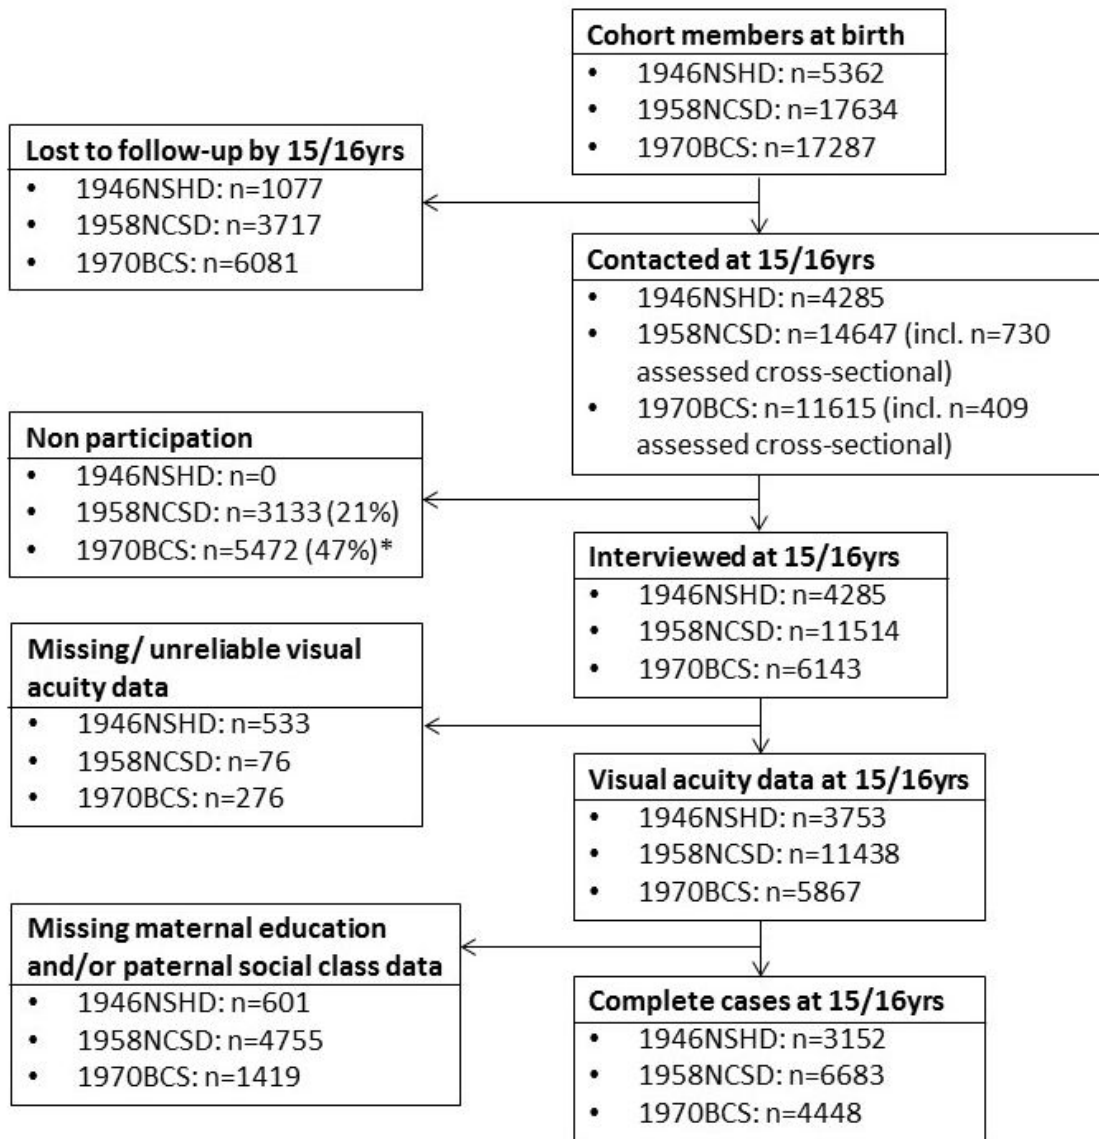 Cohort members at birth
• 1946NSHD: n=5362
• 1958NCSD: n=17634
• 1970BCS: n=17287
Lost to follow-up by 15/16yrs
• 1946NSHD: n=1077
• 1958NCSD: n=3717
• 1970BCS: n=6081
Contacted at 15/16yrs
• 1946NSHD: n=4285
• 1958NCSD: n=14647 (incl. n=730
assessed cross-sectional)
• 1970BCS: n=11615 (incl. n=409
assessed cross-sectional)
Non participation
• 1946NSHD: n=0
• 1958NCSD: n=3133 (21%)
• 1970BCS: n=5472 (47%)*
Interviewed at 15/16yrs
• 1946NSHD: n=4285
• 1958NCSD: n=11514
• 1970BCS: n=6143
Missing/ unreliable visual
acuity data
• 1946NSHD: n=533
• 1958NCSD: n=76
• 1970BCS: n=276
Visual acuity data at 15/16yrs
• 1946NSHD: n=3753
• 1958NCSD: n=11438
• 1970BCS: n=5867
Missing maternal education
and/or paternal social class data
• 1946NSHD: n=601
• 1958NCSD: n=4755
• 1970BCS: n=1419
Complete cases at 15/16yrs
• 1946NSHD: n=3152
• 1958NCSD: n=6683
• 1970BCS: n=4448